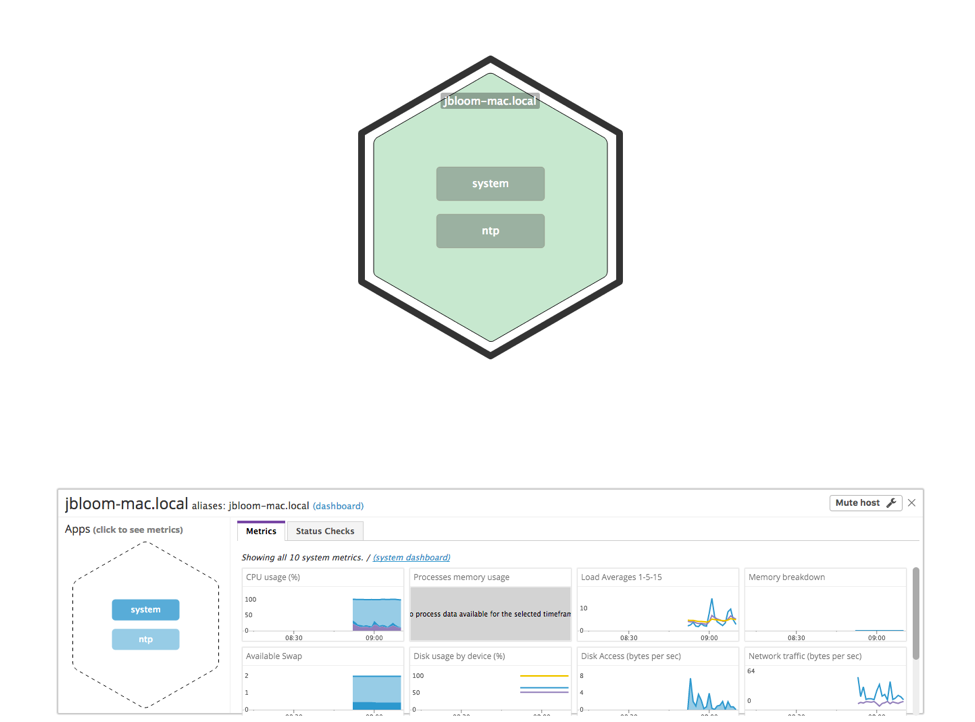 jbloom-mac.local
system
ntp
jbloom-mac.local aliases: jbloom-mac.local (dashboard)
Mute host
Apps (click to see metrics)
system
ntp
Metrics
Status Checks
Showing all 10 system metrics. / (system dashboard)
CPU usage (%)
100
50
0
08:30
09:00
Processes memory usage
o process data available for the selected timefram
Load Averages 1-5-15
10
0
08:30
09:00
Memory breakdown
08:30
09:00
Available Swap
2
1
0
Disk usage by device (%)
100
50
0
Disk Access (bytes per sec)
8
4
0
Network traffic (bytes per sec)
64
0